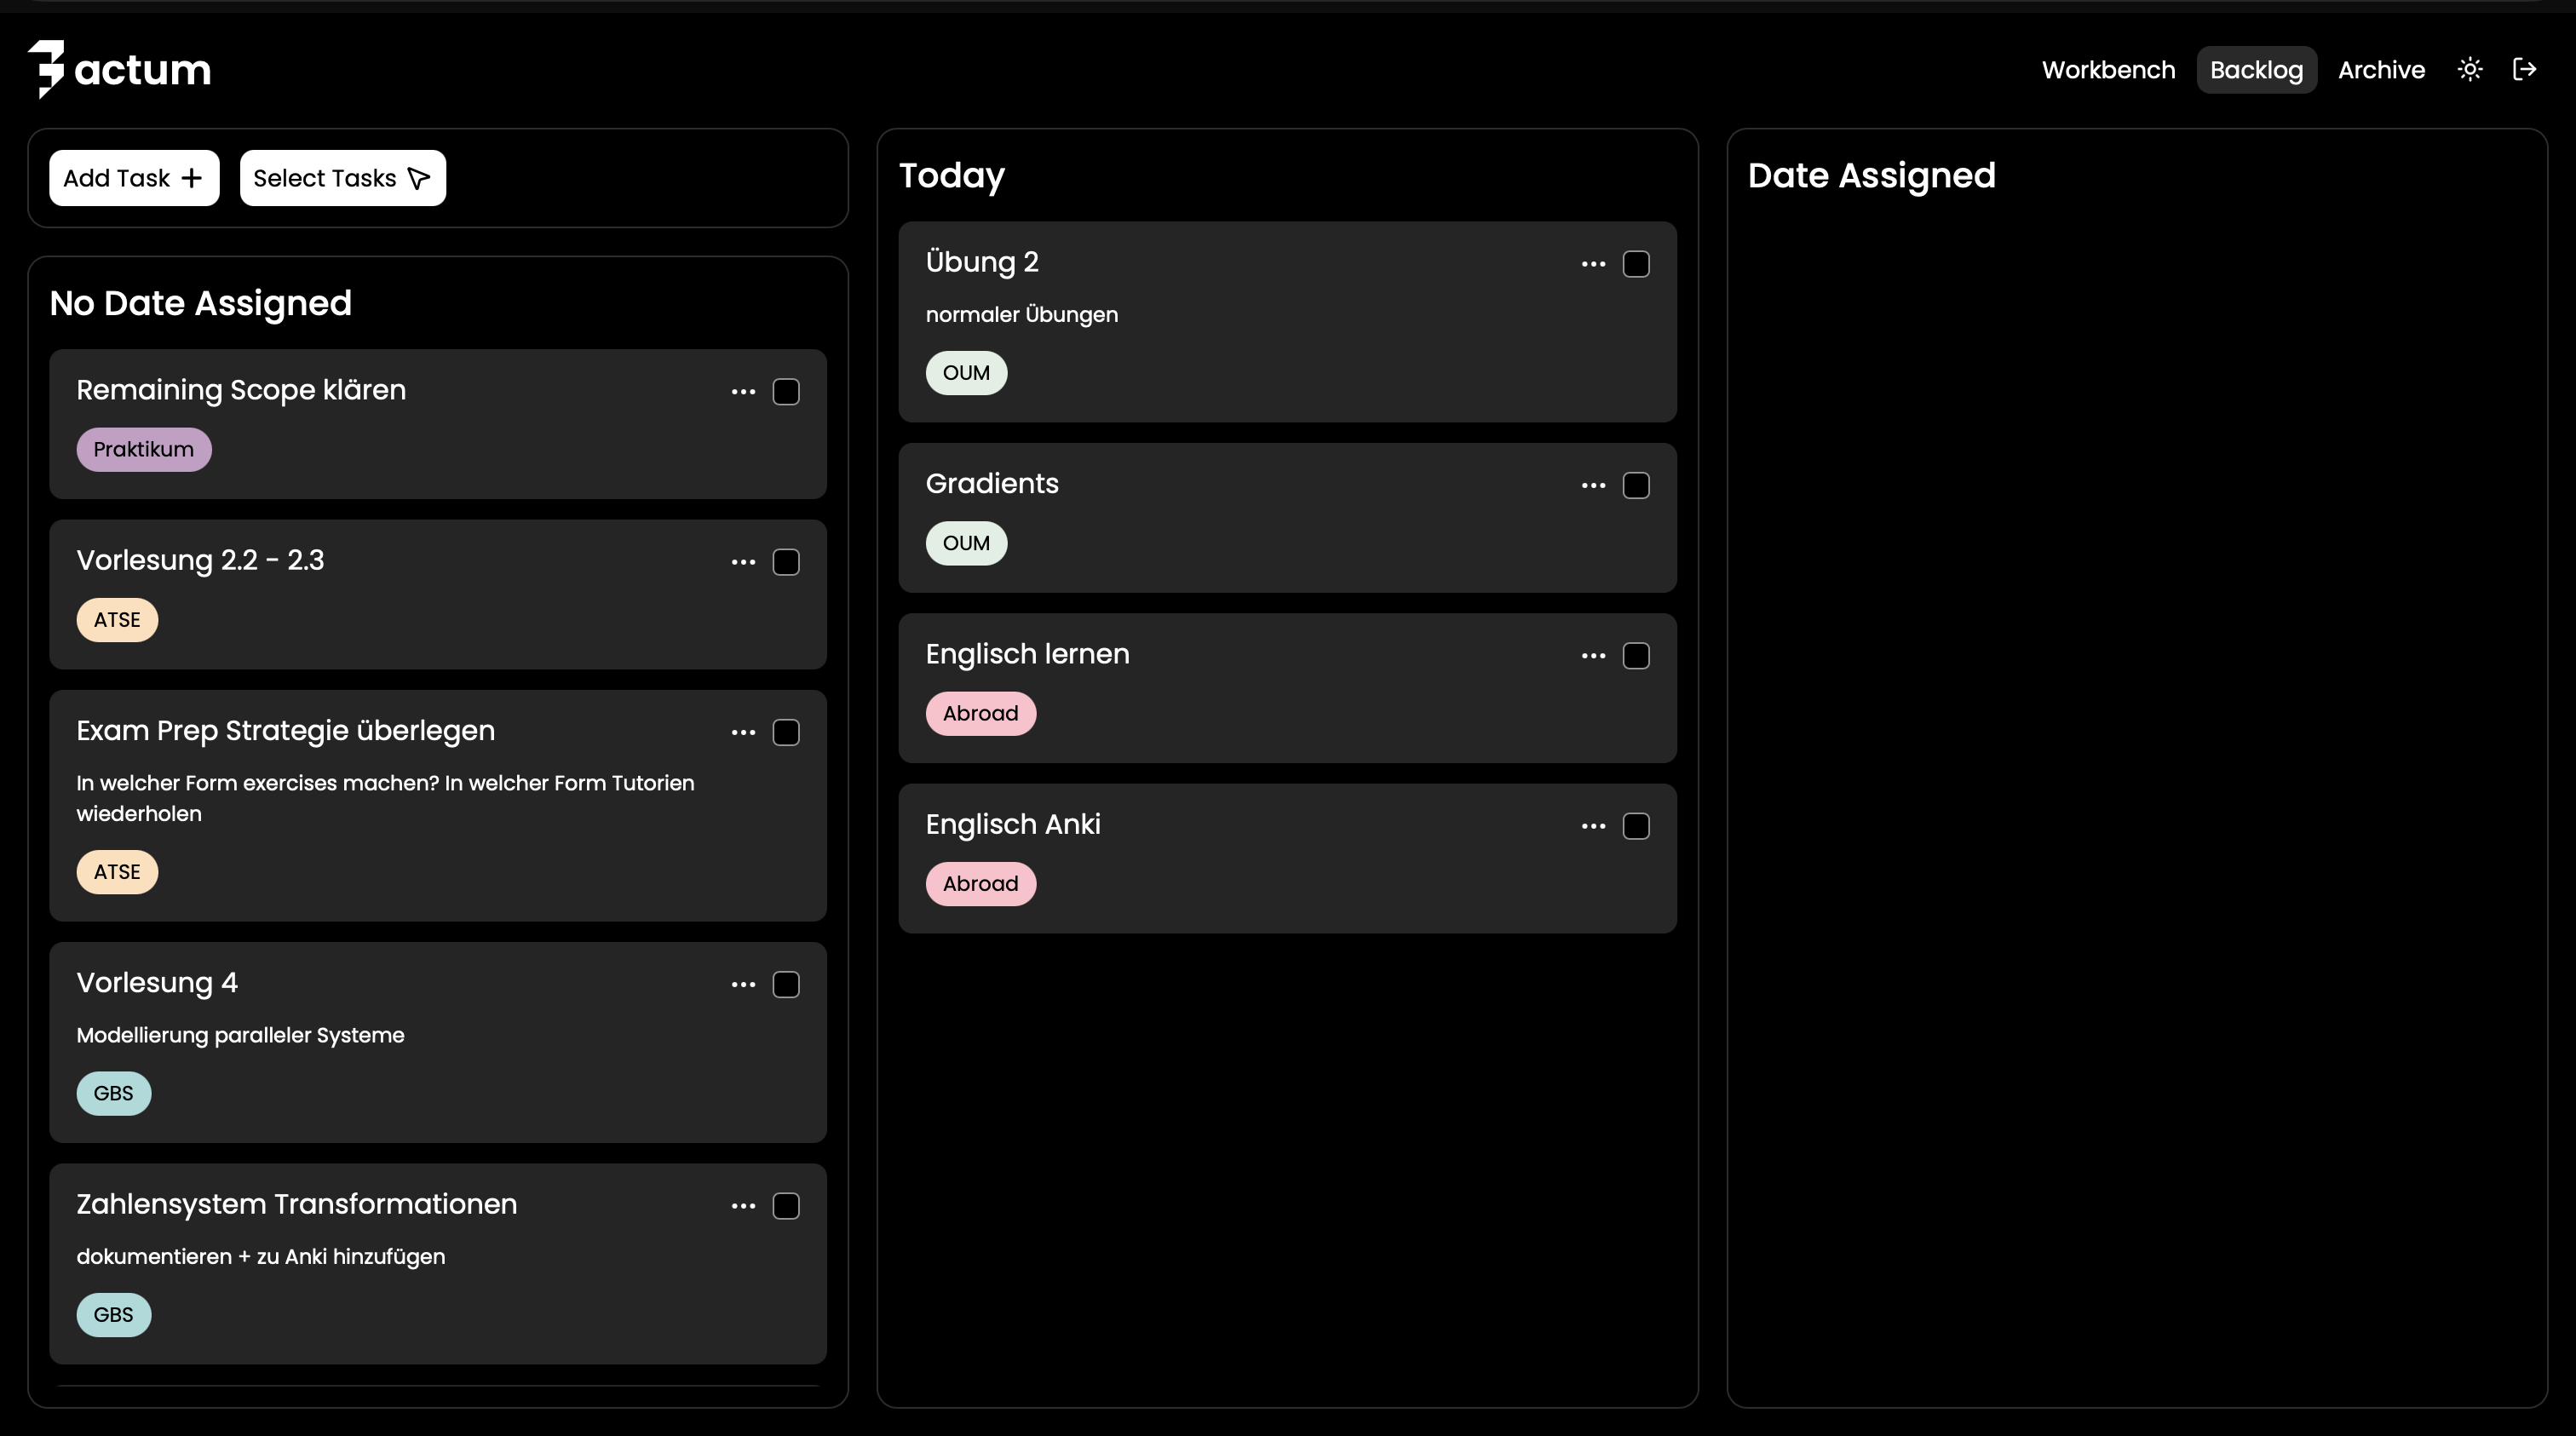 actum
Workbench
Backlog
Archive
Add Task
Select Tasks
No Date Assigned
Remaining Scope klären
Praktikum
Vorlesung 2.2 - 2.3
ATSE
Exam Prep Strategie überlegen
In welcher Form exercises machen? In welcher Form Tutorien
wiederholen
ATSE
Vorlesung 4
Modellierung paralleler Systeme
GBS
Zahlensystem Transformationen
dokumentieren + zu Anki hinzufügen
GBS
Today
Übung 2
normaler Übungen
OUM
Gradients
OUM
Englisch lernen
Abroad
Englisch Anki
Abroad
Date Assigned